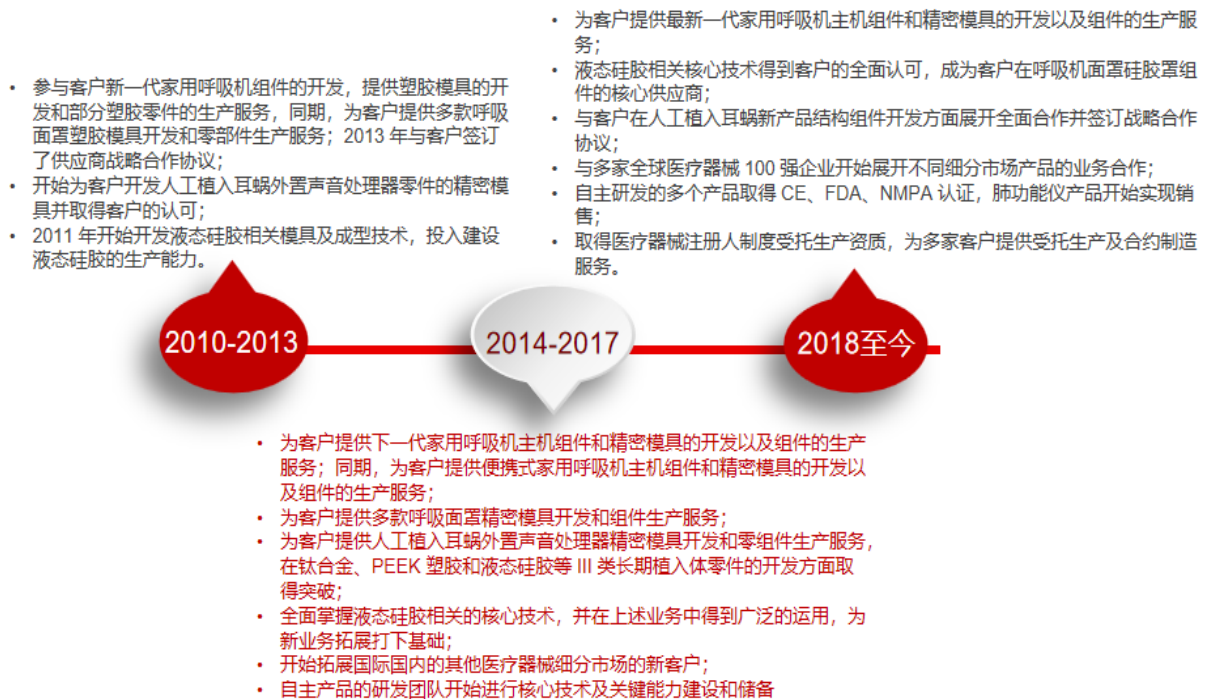 • 参与客户新一代家用呼吸机组件的开发，提供塑胶模具的开
发和部分塑胶零件的生产服务，同期，为客户提供多款呼吸
面罩塑胶模具开发和零部件生产服务；2013 年与客户签订
了供应商战略合作协议；
• 开始为客户开发人工植入耳蜗外置声音处理器零件的精密模
具并取得客户的认可；
• 2011 年开始开发液态硅胶相关模具及成型技术，投入建设
液态硅胶的生产能力。
• 为客户提供最新一代家用呼吸机主机组件和精密模具的开发以及组件的生产服
务；
• 液态硅胶相关核心技术得到客户的全面认可，成为客户在呼吸机面罩硅胶罩组
件的核心供应商；
• 与客户在人工植入耳蜗新产品结构组件开发方面展开全面合作并签订战略合作
协议；
• 与多家全球医疗器械 100 强企业开始展开不同细分市场产品的业务合作；
• 自主研发的多个产品取得 CE、FDA、NMPA 认证，肺功能仪产品开始实现销
售；
• 取得医疗器械注册人制度受托生产资质，为多家客户提供受托生产及合约制造
服务。
2010-2013
2014-2017
2018至今
• 为客户提供下一代家用呼吸机主机组件和精密模具的开发以及组件的生产
服务；同期，为客户提供便携式家用呼吸机主机组件和精密模具的开发以
及组件的生产服务；
• 为客户提供多款呼吸面罩精密模具开发和组件生产服务；
• 为客户提供人工植入耳蜗外置声音处理器精密模具开发和零组件生产服务，
在钛合金、PEEK 塑胶和液态硅胶等 III 类长期植入体零件的开发方面取
得突破；
• 全面掌握液态硅胶相关的核心技术，并在上述业务中得到广泛的运用，为
新业务拓展打下基础；
• 开始拓展国际国内的其他医疗器械细分市场的新客户；
• 自主产品的研发团队开始进行核心技术及关键能力建设和储备